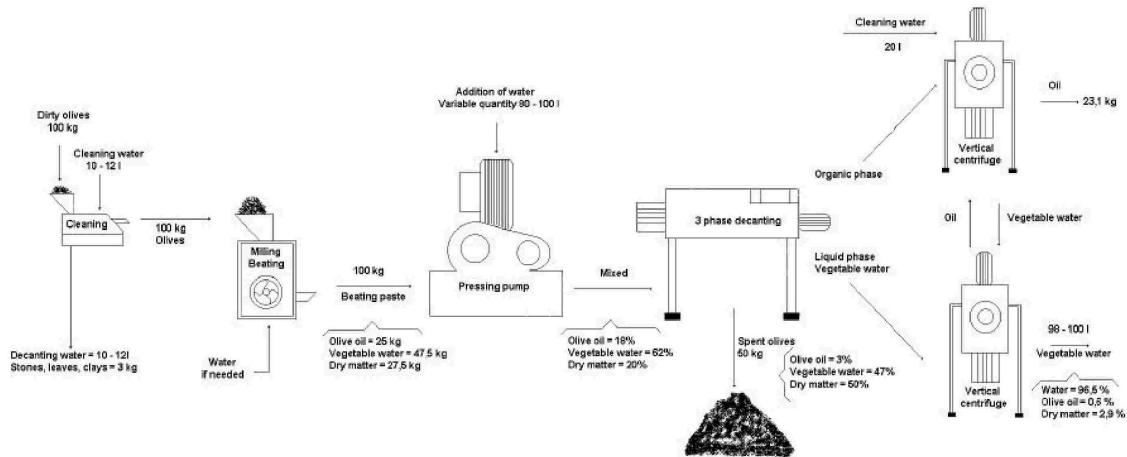 Dirty olives
100 kg
Cleaning water
10 - 12 l
Cleaning
100 kg
Olives
Decanting water = 10 - 12l
Stones, leaves, clays = 3 kg
Milling
Beating
Water
if needed
100 kg
Beating paste
Olive oil = 25 kg
Vegetable water = 47,5 kg
Dry matter = 27,5 kg
Addition of water
Variable quantity 80 - 100 l
Pressing pump
Mixed
Olive oil = 18%
Vegetable water = 62%
Dry matter = 20%
3 phase decanting
Spent olives
50 kg
Olive oil = 3%
Vegetable water = 47%
Dry matter = 50%
Organic phase
Liquid phase
Vegetable water
Cleaning water
20 l
Vertical
centrifuge
Oil
23,1 kg
Oil
Vegetable water
Vertical
centrifuge
98 - 100 l
Vegetable water
Water = 96,5 %
Olive oil = 0,6 %
Dry matter = 2,9 %